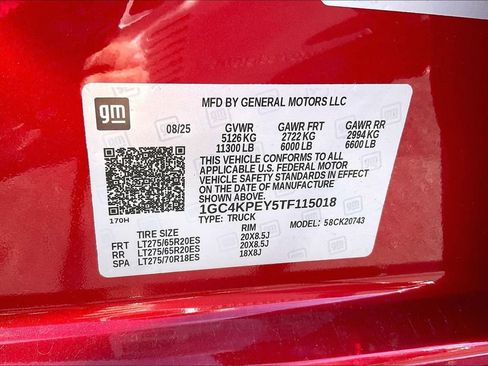 gm
MFD BY GENERAL MOTORS LLC
08/25 GVWR GAWR FRT GAWR RR
5126 KG 2722 KG 2994 KG
11300 LB 6000 LB 6600 LB
THIS VEHICLE CONFORMS TO ALL
APPLICABLE U.S. FEDERAL MOTOR
VEHICLE SAFETY STANDARDS IN EFFECT
ON THE DATE OF MANUFACTURE
SHOWN ABOVE.
1GC4KPEY5TF115018
170H TYPE: TRUCK MODEL: 58CK20743
TIRE SIZE RIM
FRT LT275/65R20ES 20X8.5J
RR LT275/65R20ES 20X8.5J
SPA LT275/70R18ES 18X8J